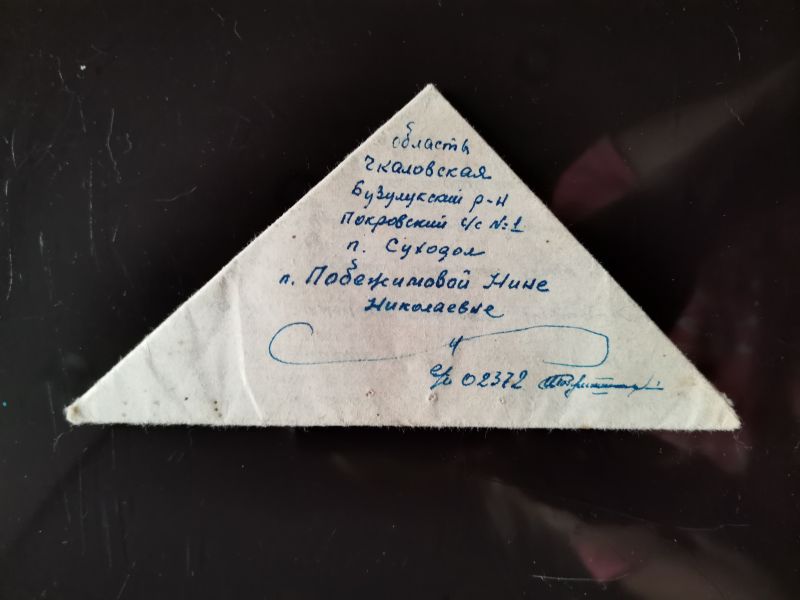 область
Чкаловская
Бузулукский р-н
Покровский с/с №1
п. Суходол
п. Побежимовой Нине
Николаевне
02372